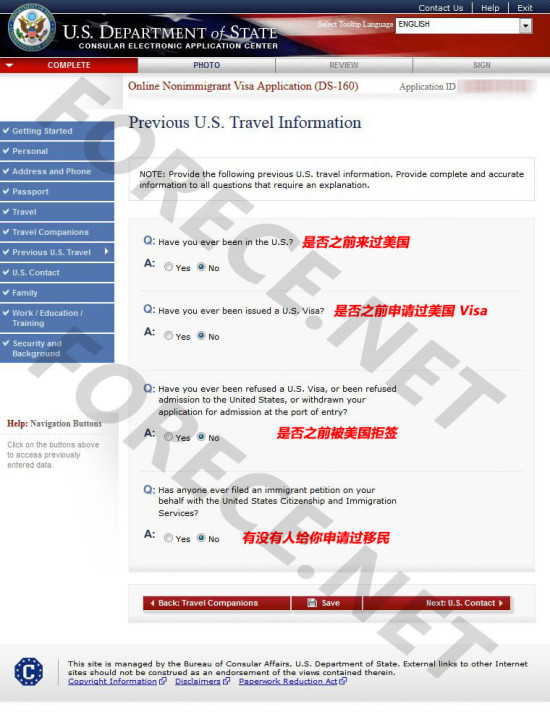 Contact Us | Help | Exit
U.S. DEPARTMENT of STATE
CONSULAR ELECTRONIC APPLICATION CENTER
Select Tooltip Language ENGLISH
COMPLETE PHOTO REVIEW SIGN
Online Nonimmigrant Visa Application (DS-160) Application ID
Getting Started
Personal
Address and Phone
Passport
Travel
Travel Companions
Previous U.S. Travel
U.S. Contact
Family
Work / Education /
Training
Security and
Background
Help: Navigation Buttons
Click on the buttons above
to access previously
entered data.
Previous U.S. Travel Information
NOTE: Provide the following previous U.S. travel information. Provide complete and accurate
information to all questions that require an explanation.
Q: Have you ever been in the U.S.? 是否之前来过美国
A: Yes No
Q: Have you ever been issued a U.S. Visa? 是否之前申请过美国 Visa
A: Yes No
Q: Have you ever been refused a U.S. Visa, or been refused
admission to the United States, or withdrawn your
application for admission at the port of entry?
A: Yes No 是否之前被美国拒签
Q: Has anyone ever filed an immigrant petition on your
behalf with the United States Citizenship and Immigration
Services?
A: Yes No 有没有人给你申请过移民
Back: Travel Companions Save Next: U.S. Contact
This site is managed by the Bureau of Consular Affairs, U.S. Department of State. External links to other Internet
sites should not be construed as an endorsement of the views contained therein.
Copyright Information Disclaimers Paperwork Reduction Act
FORECE.NET
FORECE.NET